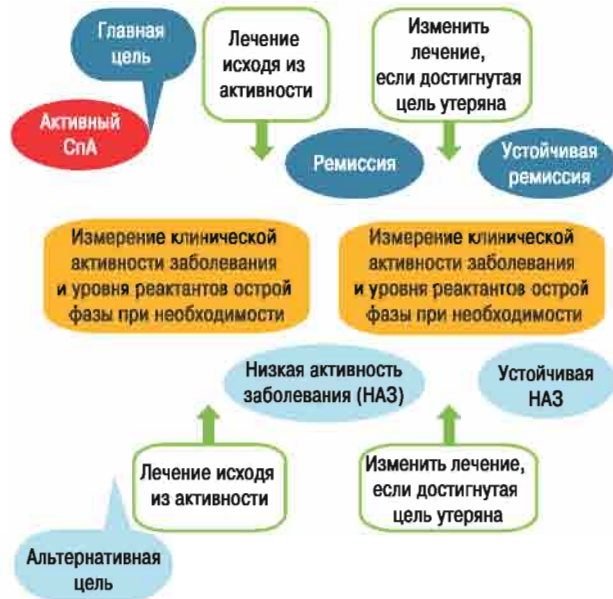 Главная
цель
Лечение
исходя из
активности
Изменить
лечение,
если достигнутая
цель утеряна
Активный
СпА
Ремиссия
Устойчивая
ремиссия
Измерение клинической
активности заболевания
и уровня реактантов острой
фазы при необходимости
Измерение клинической
активности заболевания
и уровня реактантов острой
фазы при необходимости
Низкая активность
заболевания (НАЗ)
Устойчивая
НАЗ
Лечение исходя
из активности
Изменить лечение,
если достигнутая
цель утеряна
Альтернативная
цель